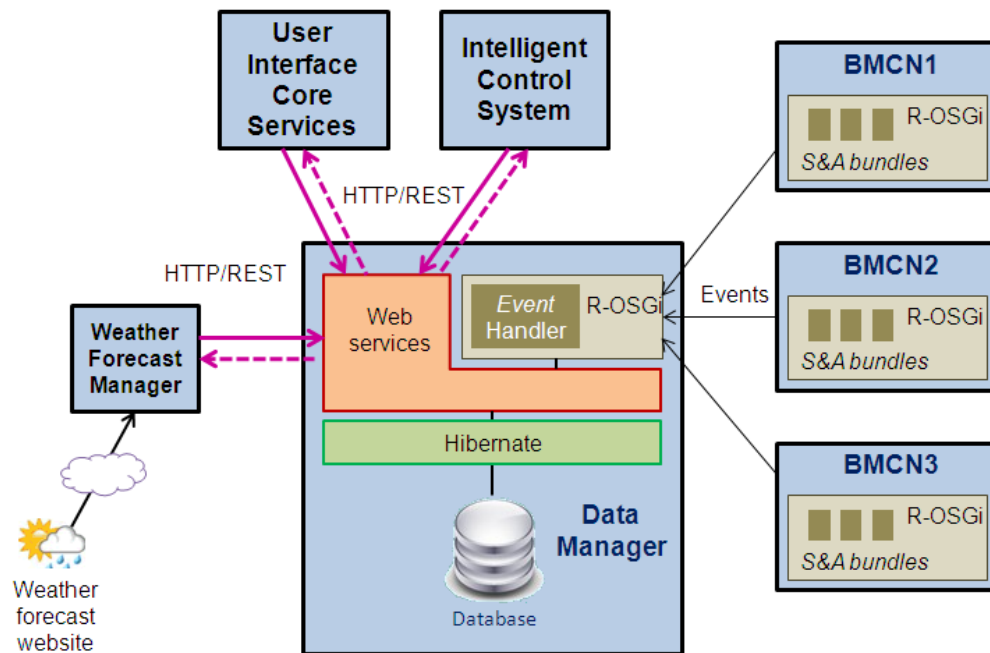 User
Interface
Core
Services
Intelligent
Control
System
BMCN1
R-OSGi
S&A bundles
HTTP/REST
HTTP/REST
BMCN2
R-OSGi
S&A bundles
Events
Web
services
Event
Handler
R-OSGi
Weather
Forecast
Manager
Hibernate
BMCN3
R-OSGi
S&A bundles
Data
Manager
Database
Weather
forecast
website